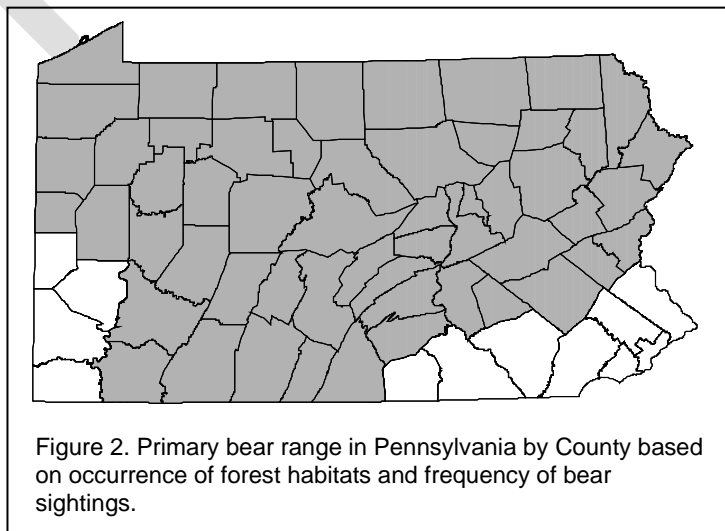 Figure 2. Primary bear range in Pennsylvania by County based
on occurrence of forest habitats and frequency of bear
sightings.